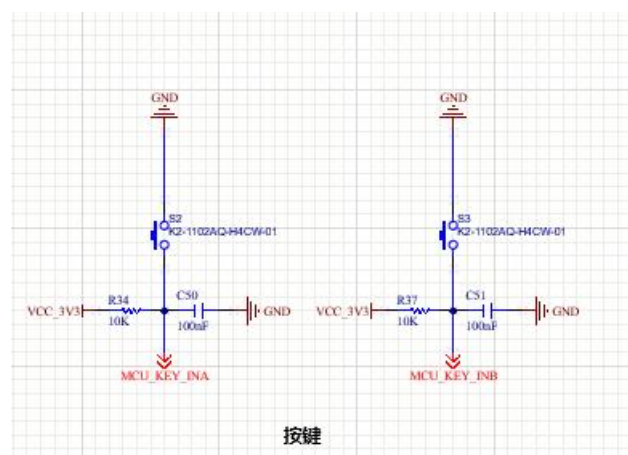 GND
GND
S2
K2-1102AQ-H4CW-01
S3
K2-1102AQ-H4CW-01
VCC_3V3
R34
10K
C50
100nF
GND
VCC_3V3
R37
10K
C51
100nF
GND
MCU_KEY_INA
MCU_KEY_INB
按键